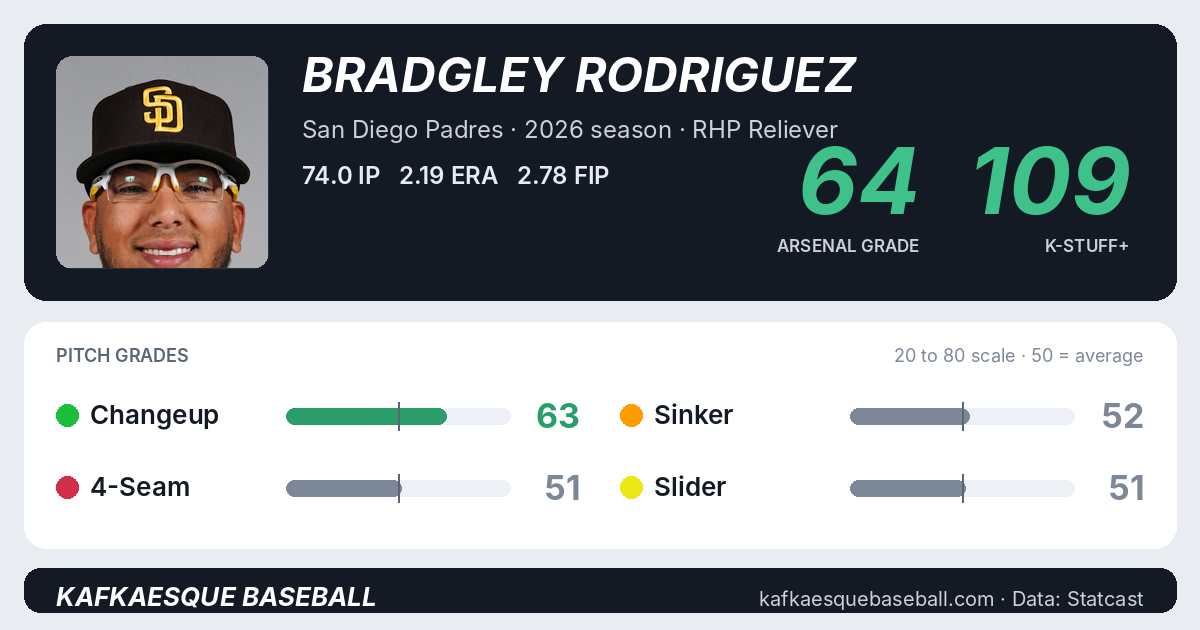 BRADGLEY RODRIGUEZ
San Diego Padres · 2026 season · RHP Reliever
74.0 IP 2.19 ERA 2.78 FIP
64 109
ARSENAL GRADE K-STUFF+
SD
PITCH GRADES 20 to 80 scale · 50 = average
Changeup 63 Sinker 52
4-Seam 51 Slider 51
KAFKAESQUE BASEBALL kafkaesquebaseball.com · Data: Statcast